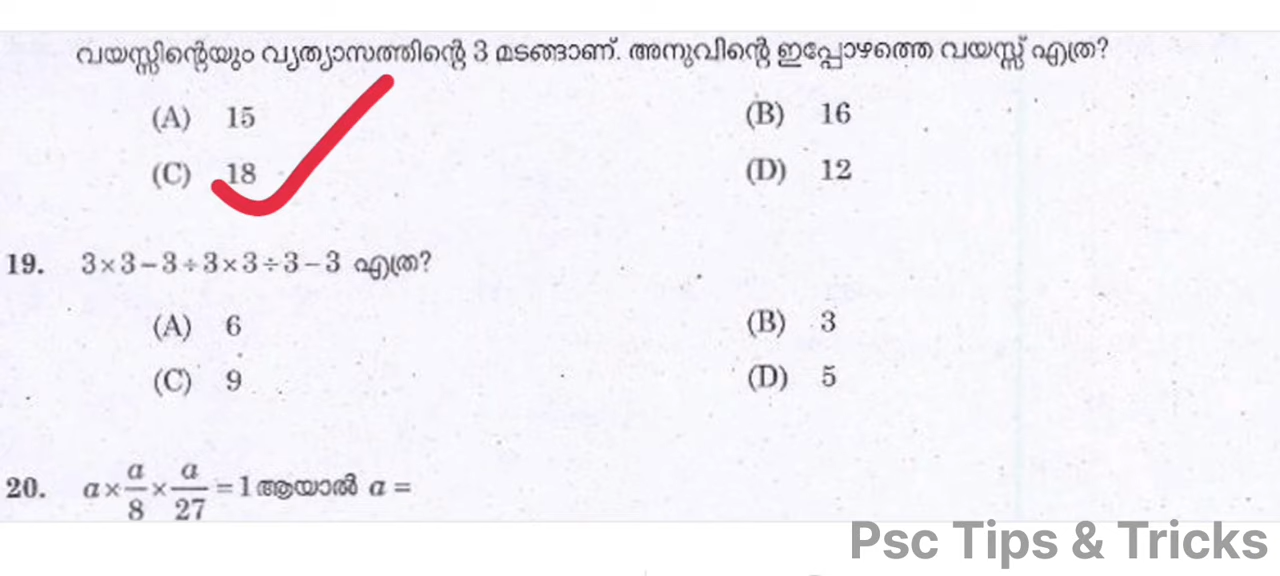 വയസ്സിന്റെയും വ്യത്യാസത്തിന്റെ 3 മടങ്ങാണ്. അനുവിന്റെ ഇപ്പോഴത്തെ വയസ്സ് എത്ര?
(A) 15 (B) 16
(C) 18 (D) 12
19. 3×3−3÷3×3÷3−3 എത്ര?
(A) 6 (B) 3
(C) 9 (D) 5
20. a × a/8 × a/27 = 1 ആയാൽ a =
Psc Tips & Tricks